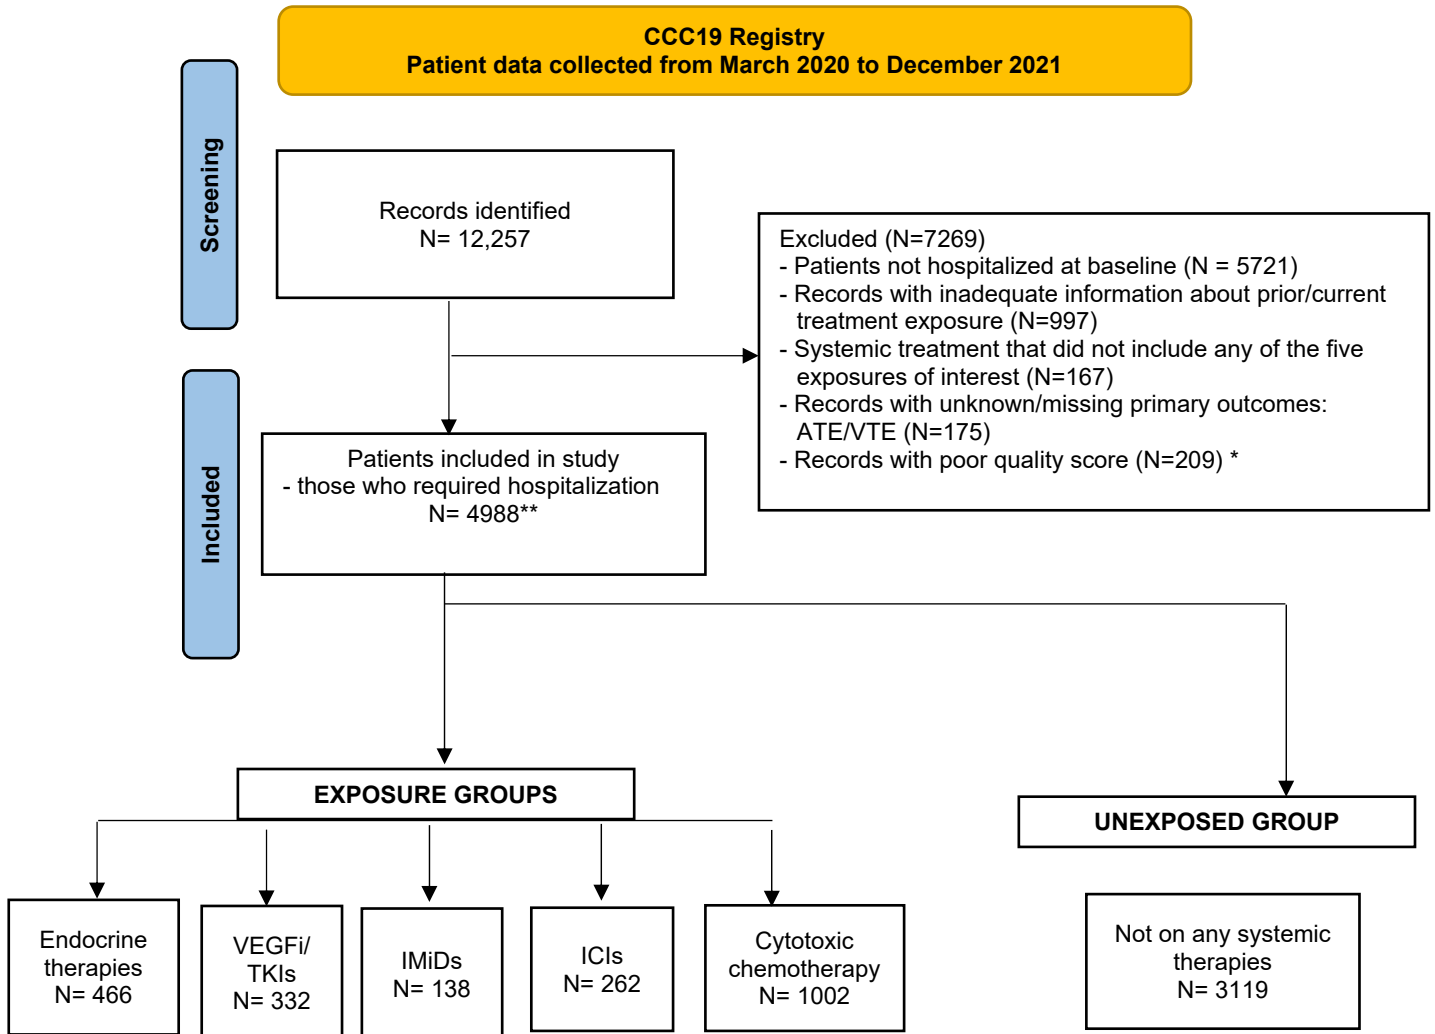 CCC19 Registry
Patient data collected from March 2020 to December 2021
Screening
Records identified
N= 12,257
Excluded (N=7269)
- Patients not hospitalized at baseline (N = 5721)
- Records with inadequate information about prior/current
treatment exposure (N=997)
- Systemic treatment that did not include any of the five
exposures of interest (N=167)
- Records with unknown/missing primary outcomes:
ATE/VTE (N=175)
- Records with poor quality score (N=209) *
Included
Patients included in study
- those who required hospitalization
N= 4988**
EXPOSURE GROUPS
UNEXPOSED GROUP
Endocrine
therapies
N= 466
VEGFi/
TKIs
N= 332
IMiDs
N= 138
ICIs
N= 262
Cytotoxic
chemotherapy
N= 1002
Not on any systemic
therapies
N= 3119